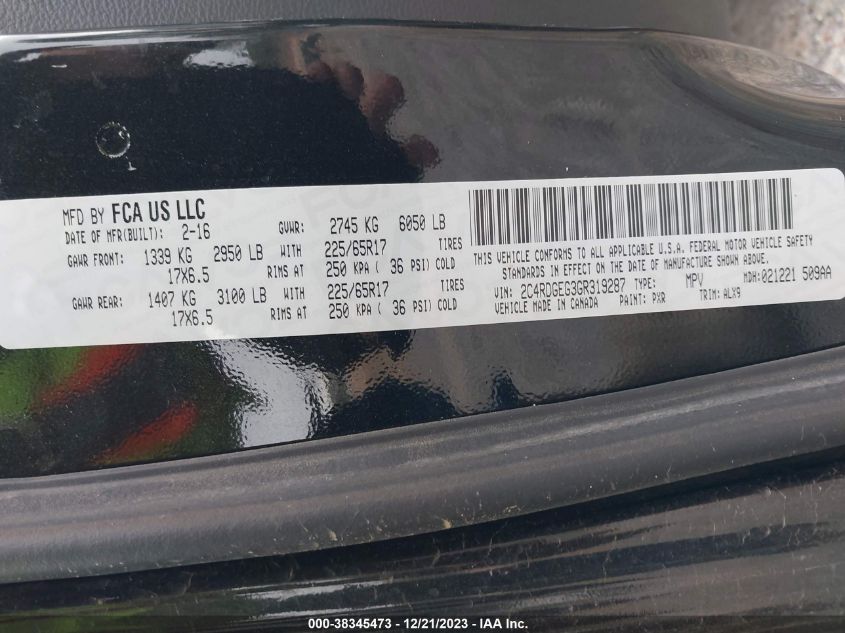 MFD BY FCA US LLC
DATE OF MFR(BUILT): 2-16 GVWR: 2745 KG 6050 LB
GAWR FRONT: 1339 KG 2950 LB WITH 225/65R17 TIRES
17X6.5 RIMS AT 250 KPA ( 36 PSI) COLD
GAWR REAR: 1407 KG 3100 LB WITH 225/65R17 TIRES
17X6.5 RIMS AT 250 KPA ( 36 PSI) COLD
THIS VEHICLE CONFORMS TO ALL APPLICABLE U.S.A. FEDERAL MOTOR VEHICLE SAFETY
STANDARDS IN EFFECT ON THE DATE OF MANUFACTURE SHOWN ABOVE.
VIN: 2C4RDGEG3GR319287 TYPE: MPV MDH:021221 509AA
VEHICLE MADE IN CANADA PAINT: PXR TRIM: ALX9
000-38345473 - 12/21/2023 - IAA Inc.